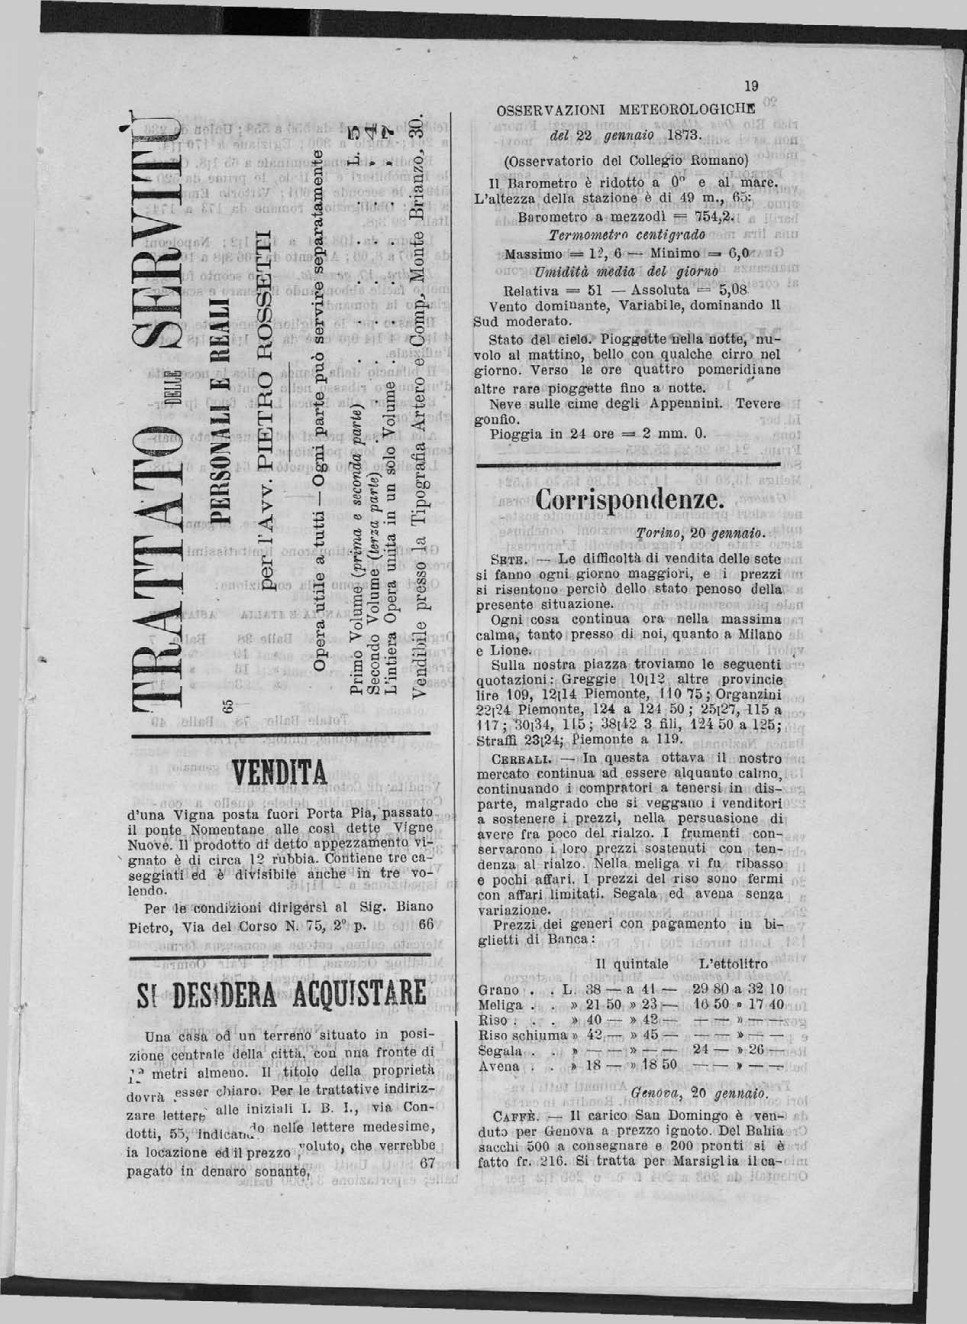 19
TRATTATO DELLE SERVITÙ
PERSONALI E REALI
per l'Avv. PIETRO ROSSETTI
Opera utile a tutti — Ogni parte può servire separatamente
Primo Volume (prima e seconda parte) . . . . L. 5
Secondo Volume (terza parte) . . . . . . , 4
L'intiera Opera unita in un solo Volume . . . , 7
Vendibile presso la Tipografia Artero e Comp, Monte Brianzo, 30.
65
VENDITA
d'una Vigna posta fuori Porta Pia, passato
il ponte Nomentano alle così dette Vigne
Nuove. Il prodotto di detto appezzamento vi-
gnato è di circa 12 rubbia. Contiene tre ca-
seggiati ed è divisibile anche in tre vo-
lendo.
Per le condizioni dirigersi al Sig. Biano
Pietro, Via del Corso N. 75, 2° p. 66
SI DESIDERA ACQUISTARE
Una casa od un terreno situato in posi-
zione centrale della città, con una fronte di
12 metri almeno. Il titolo della proprietà
dovrà esser chiaro. Per le trattative indiriz-
zare lettere alle iniziali I. B. I., via Con-
dotti, 55, indicando nelle lettere medesime,
la locazione ed il prezzo voluto, che verrebbe
pagato in denaro sonante, 67
OSSERVAZIONI METEOROLOGICHE
del 22 gennaio 1873.
(Osservatorio del Collegio Romano)
Il Barometro è ridotto a 0° e al mare.
L'altezza della stazione è di 49 m., 65:
Barometro a mezzodì = 754,2.
Termometro centigrado
Massimo = 12, 6 — Minimo = 6,0
Umidità media del giorno
Relativa = 51 — Assoluta = 5,08
Vento dominante, Variabile, dominando Il
Sud moderato.
Stato del cielo. Pioggette nella notte, nu-
volo al mattino, bello con qualche cirro nel
giorno. Verso le ore quattro pomeridiane
altre rare pioggette fino a notte.
Neve sulle cime degli Appennini. Tevere
gonfio.
Pioggia in 24 ore = 2 mm. 0.
Corrispondenze.
Torino, 20 gennaio.
SETE. — Le difficoltà di vendita delle sete
si fanno ogni giorno maggiori, e i prezzi
si risentono perciò dello stato penoso della
presente situazione.
Ogni cosa continua ora nella massima
calma, tanto presso di noi, quanto a Milano
e Lione.
Sulla nostra piazza troviamo le seguenti
quotazioni: Greggie 10|12 altre provincie
lire 109, 12|14 Piemonte, 110 75; Organzini
22|24 Piemonte, 124 a 124 50; 25|27, 115 a
117; 30|34, 115; 38|42 3 fili, 124 50 a 125;
Straffi 23|24; Piemonte a 119.
CEREALI. — In questa ottava il nostro
mercato continua ad essere alquanto calmo,
continuando i compratori a tenersi in dis-
parte, malgrado che si veggano i venditori
a sostenere i prezzi, nella persuasione di
avere fra poco del rialzo. I frumenti con-
servarono i loro prezzi sostenuti con ten-
denza al rialzo. Nella meliga vi fu ribasso
e pochi affari. I prezzi del riso sono fermi
con affari limitati. Segala ed avena senza
variazione.
Prezzi dei generi con pagamento in bi-
glietti di Banca:
Il quintale L'ettolitro
Grano . . L. 38 — a 41 — 29 80 a 32 10
Meliga . . » 21 50 » 23 — 16 50 » 17 40
Riso . . . » 40 — » 42 — — — » — —
Riso schiuma » 42 — » 45 — — — » — —
Segala . . » — — » — — 24 — » 26 —
Avena . . » 18 — » 18 50 — — » — —
Genova, 20 gennaio.
CAFFÈ. — Il carico San Domingo è ven-
duto per Genova a prezzo ignoto. Del Bahia
sacchi 500 a consegnare e 200 pronti si è
fatto fr. 216. Si tratta per Marsiglia il ca-